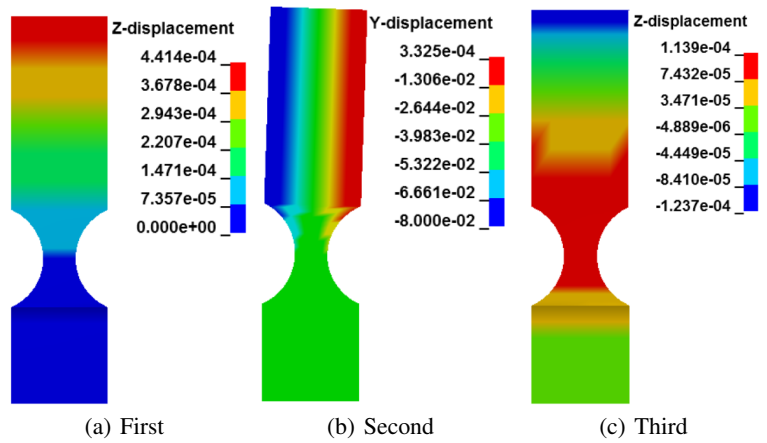 Z-displacement
4.414e-04
3.678e-04
2.943e-04
2.207e-04
1.471e-04
7.357e-05
0.000e+00
(a) First
Y-displacement
3.325e-04
-1.306e-02
-2.644e-02
-3.983e-02
-5.322e-02
-6.661e-02
-8.000e-02
(b) Second
Z-displacement
1.139e-04
7.432e-05
3.471e-05
-4.889e-06
-4.449e-05
-8.410e-05
-1.237e-04
(c) Third